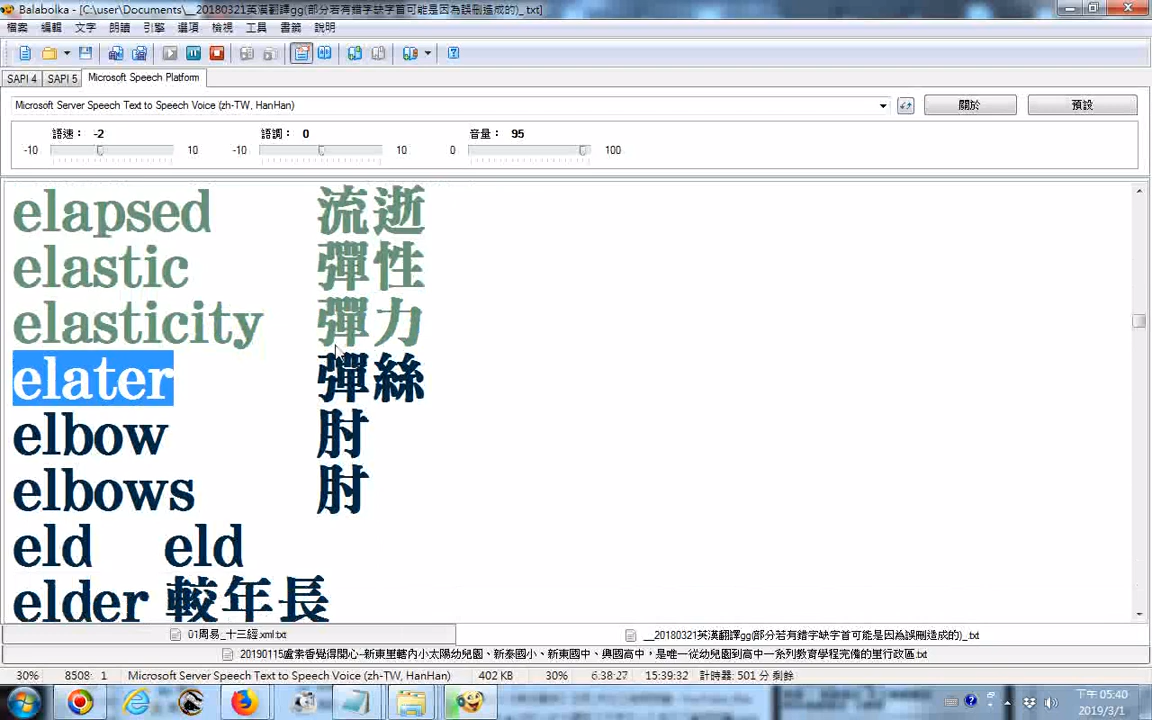 Balabolka - [C:\user\Documents\__20180321英漢翻譯gg(部分若有錯字缺字首可能是因為誤刪造成的)_.txt]
檔案 編輯 文字 朗讀 引擎 選項 檢視 工具 書籤 說明
SAPI 4 SAPI 5 Microsoft Speech Platform
Microsoft Server Speech Text to Speech Voice (zh-TW, HanHan) 關於 預設
語速： -2 語調： 0 音量： 95
-10 10 -10 10 0 100
elapsed 流逝
elastic 彈性
elasticity 彈力
elater 彈絲
elbow 肘
elbows 肘
eld eld
elder 較年長
01周易_十三經.xml.txt __20180321英漢翻譯gg(部分若有錯字缺字首可能是因為誤刪造成的)_.txt
20190115盧素香覺得開心-新東里轄內小太陽幼兒園、新泰國小、新東國中、興國高中，是唯一從幼兒園到高中一系列教育學程完備的里行政區.txt
30% 8508: 1 Microsoft Server Speech Text to Speech Voice (zh-TW, HanHan) 402 KB 30% 6:38:27 15:39:32 計時器: 501 分 剩餘
下午 05:40
2019/3/1